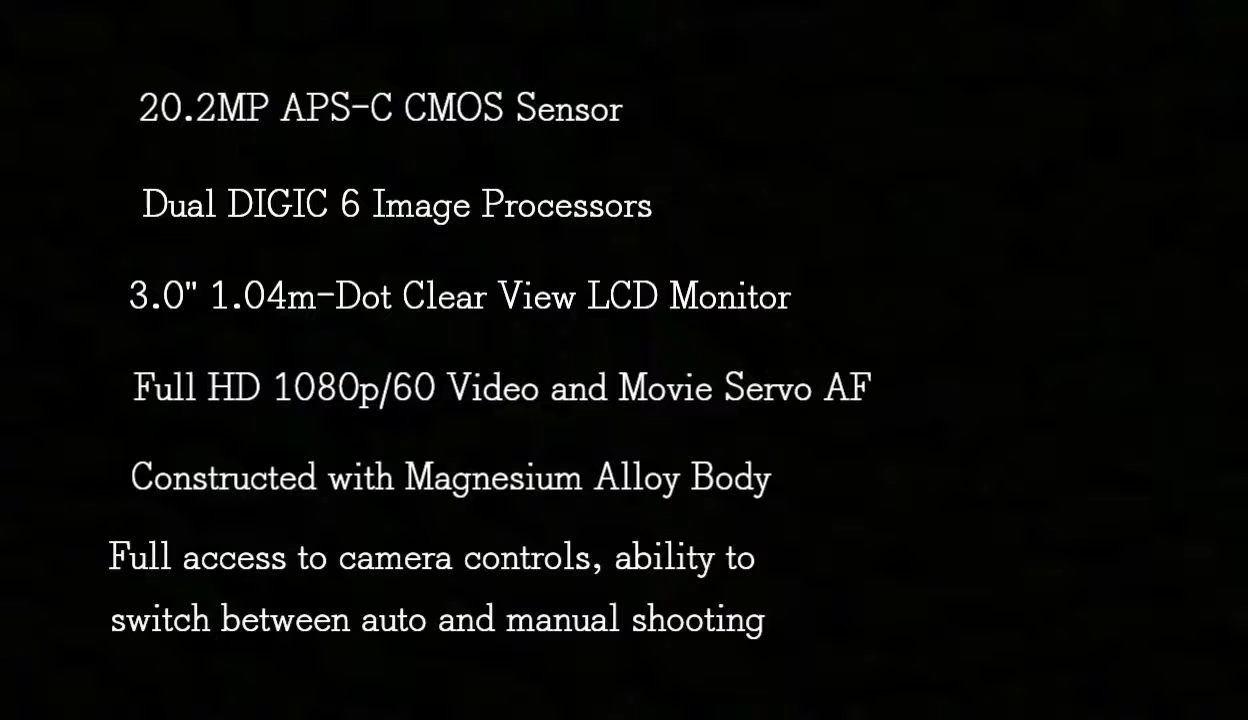 20.2MP APS-C CMOS Sensor
Dual DIGIC 6 Image Processors
3.0" 1.04m-Dot Clear View LCD Monitor
Full HD 1080p/60 Video and Movie Servo AF
Constructed with Magnesium Alloy Body
Full access to camera controls, ability to
switch between auto and manual shooting